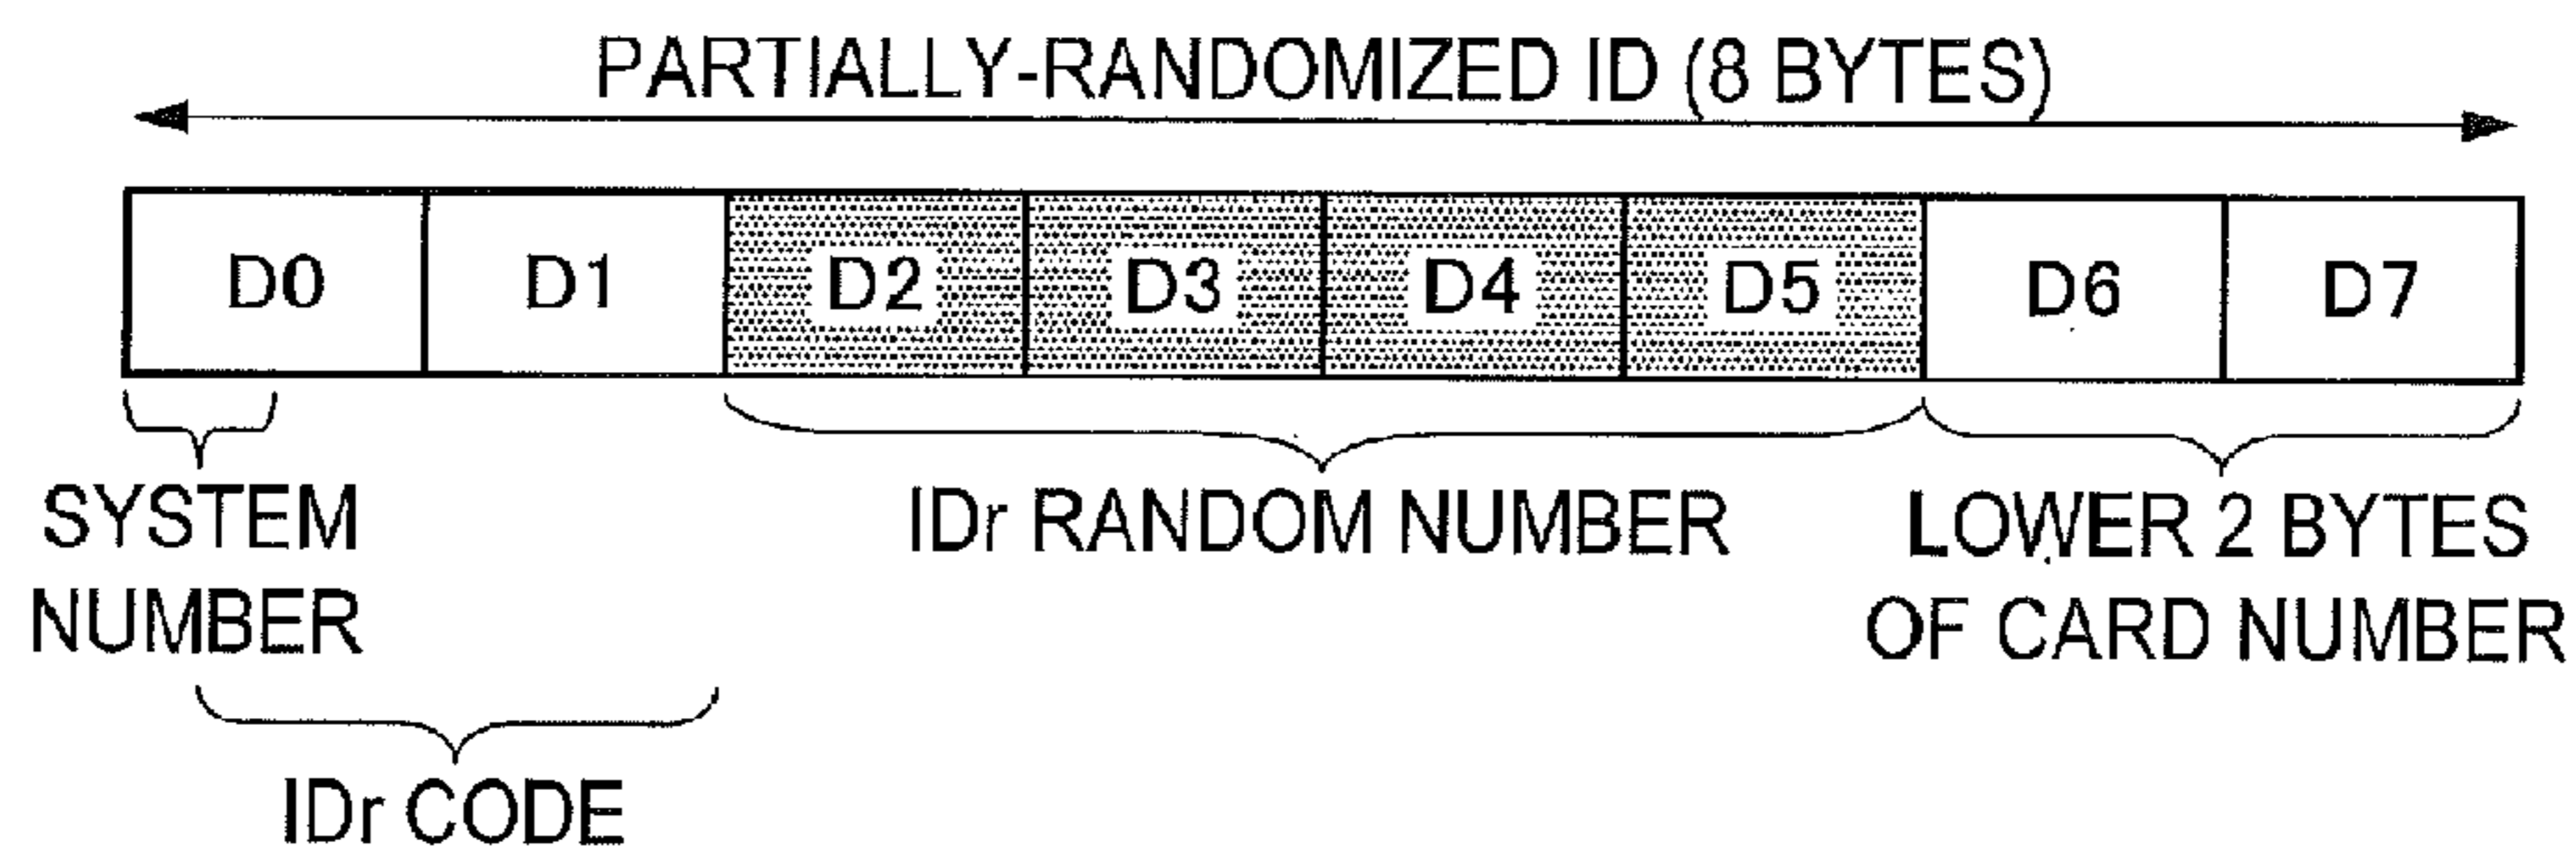 PARTIALLY-RANDOMIZED ID (8 BYTES)
D0 D1 D2 D3 D4 D5 D6 D7
SYSTEM NUMBER
IDr RANDOM NUMBER
LOWER 2 BYTES
OF CARD NUMBER
IDr CODE